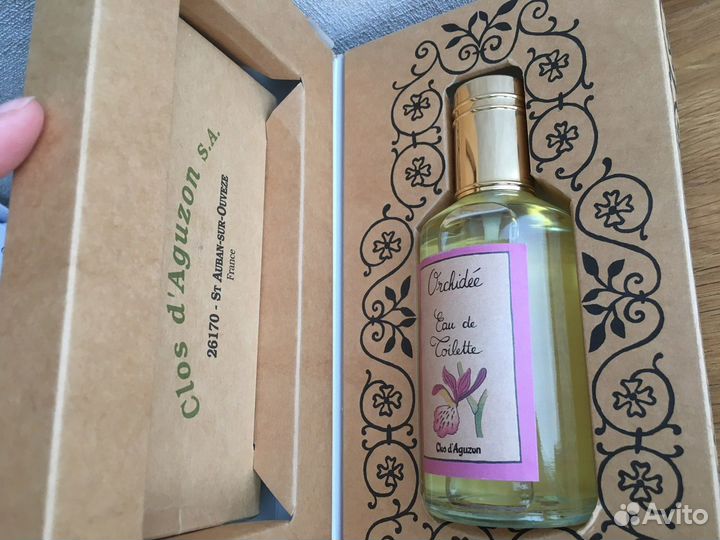 Clos d'Aguzon S.A.
26170 - ST AUBAN-SUR-OUVEZE
France
Orchidée
Eau de
Toilette
Clos d'Aguzon
Avito